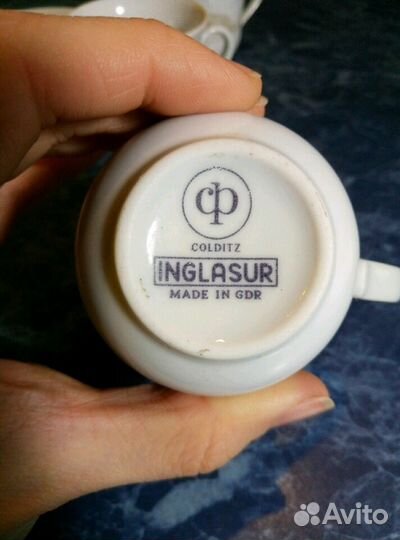 cp
COLDITZ
INGLASUR
MADE IN GDR
Avito